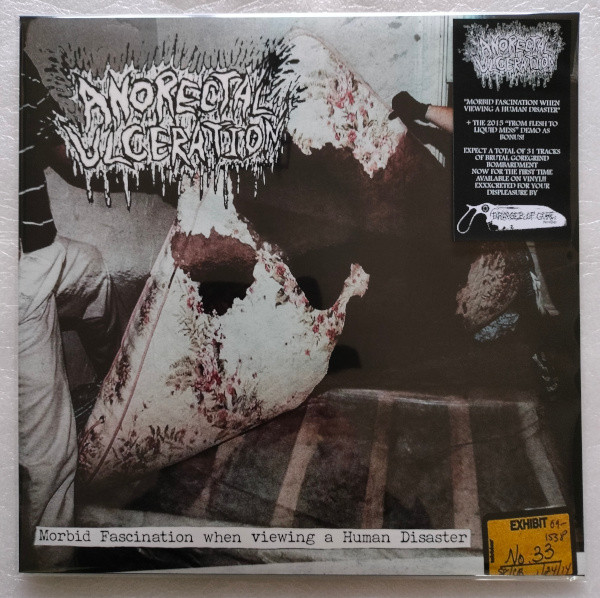 ANORECTAL
ULCERATION
ANORECTAL
ULCERATION
"MORBID FASCINATION WHEN
VIEWING A HUMAN DISASTER"
+ THE 2015 "FROM FLESH TO
LIQUID MESS" DEMO AS
BONUS!!
EXPECT A TOTAL OF 31 TRACKS
OF BRUTAL GOREGRIND
BOMBARDMENT
NOW FOR THE FIRST TIME
AVAILABLE ON VINYL!!
EXXXCRETED FOR YOUR
DISPLEASURE BY
Morbid Fascination when viewing a Human Disaster
EXHIBIT 09-
1538
No. 33